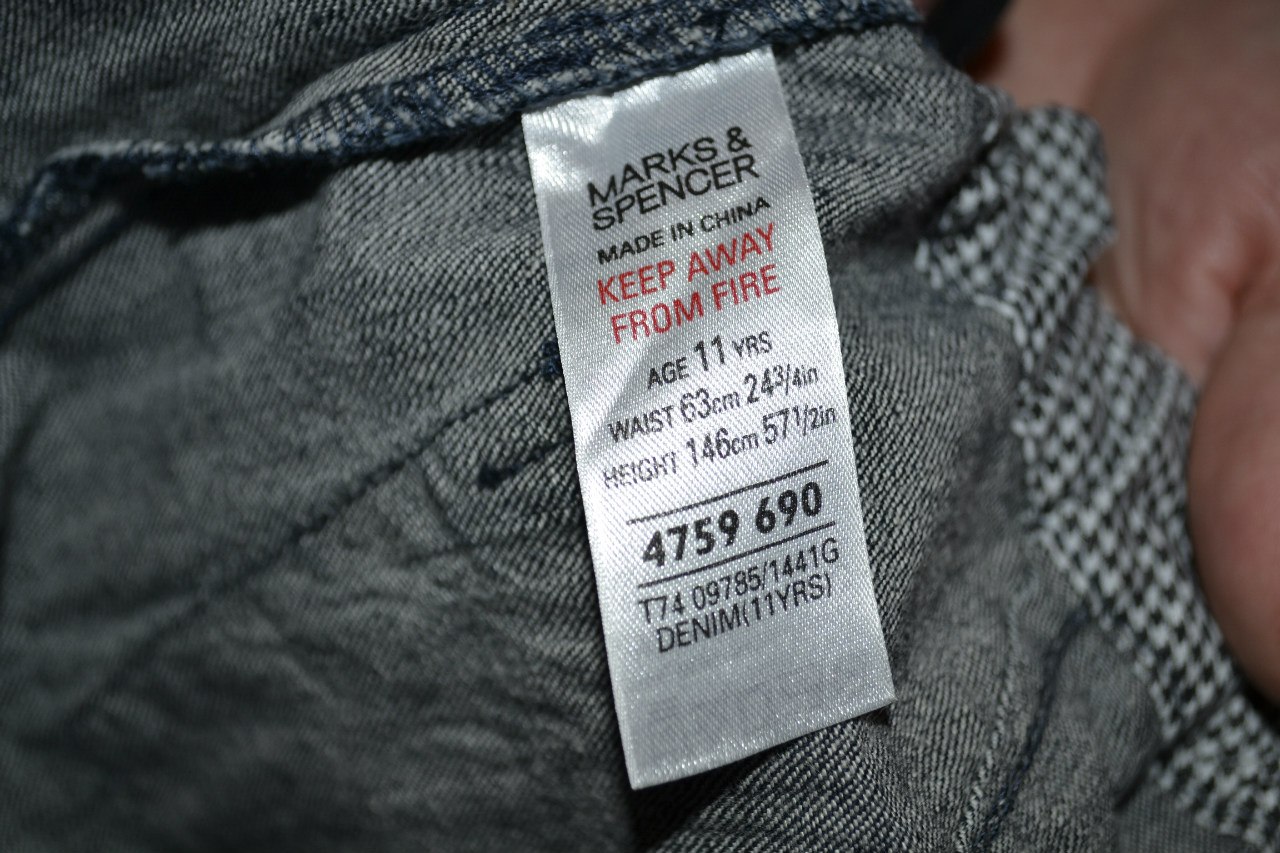 MARKS &
SPENCER
MADE IN CHINA
KEEP AWAY
FROM FIRE
AGE 11 YRS
WAIST 63cm 24¾in
HEIGHT 146cm 57½in
4759 690
T74 09785/1441G
DENIM(11YRS)